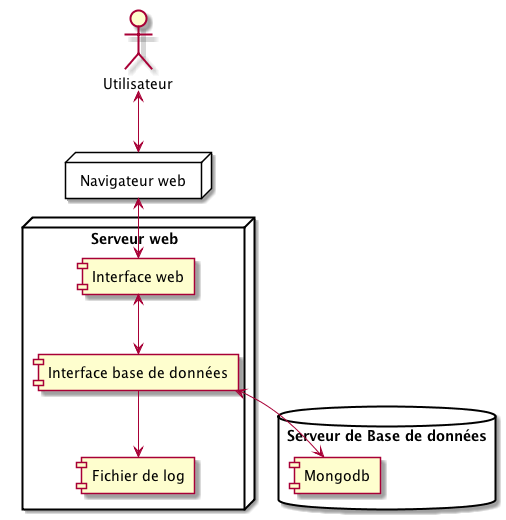 Utilisateur
Navigateur web
Serveur web
Interface web
Interface base de données
Serveur de Base de données
Fichier de log
Mongodb